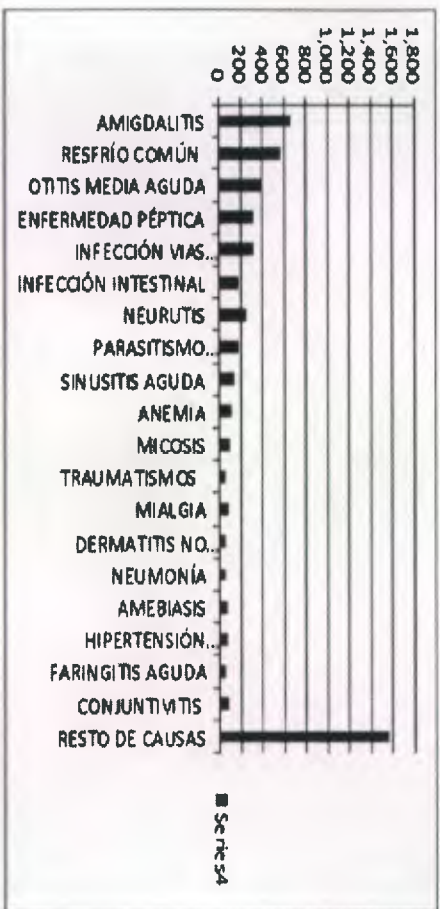 1,800
1,600
1,400
1,200
1,000
800
600
400
200
0
AMIGDALITIS
RESFRÍO COMÚN
OTITIS MEDIA AGUDA
ENFERMEDAD PÉPTICA
INFECCIÓN VIAS..
INFECCIÓN INTESTINAL
NEURUTIS
PARASITISMO..
SINUSITIS AGUDA
ANEMIA
MICOSIS
TRAUMATISMOS
MIALGIA
DERMATITIS NO..
NEUMONÍA
AMEBIASIS
HIPERTENSIÓN..
FARINGITIS AGUDA
CONJUNTIVITIS
RESTO DE CAUSAS
Series4